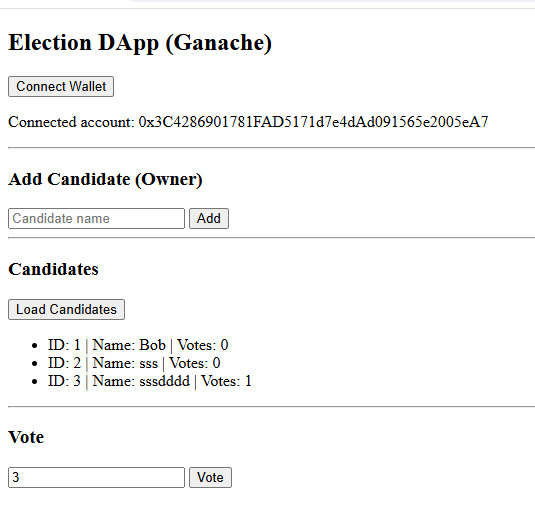 Election DApp (Ganache)
Connect Wallet
Connected account: 0x3C4286901781FAD5171d7e4dAd091565e2005eA7
Add Candidate (Owner)
Candidate name Add
Candidates
Load Candidates
• ID: 1 | Name: Bob | Votes: 0
• ID: 2 | Name: sss | Votes: 0
• ID: 3 | Name: sssdddd | Votes: 1
Vote
3 Vote